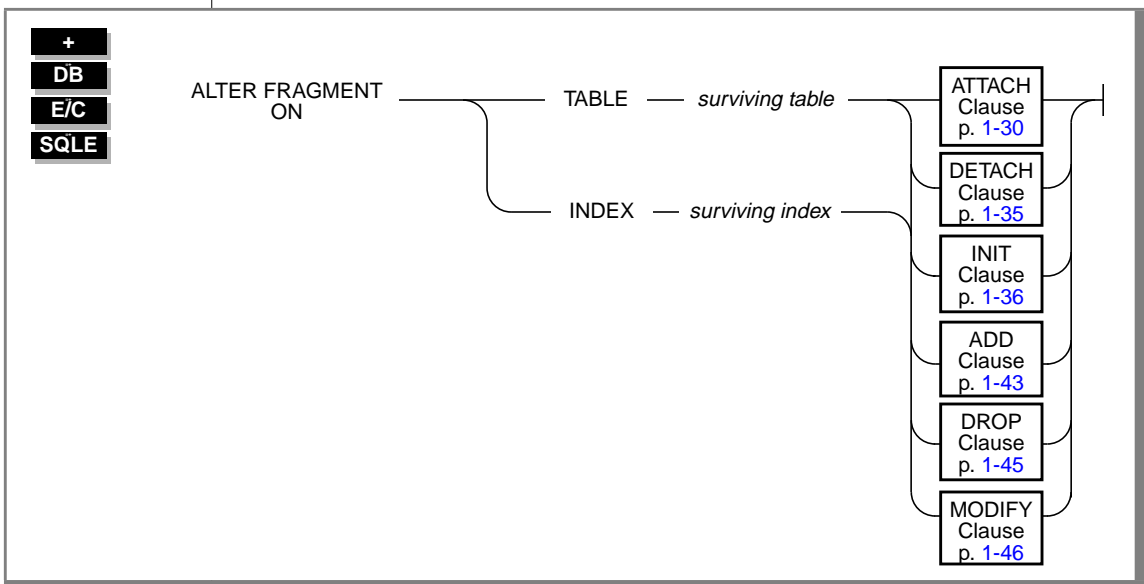 +
DB
E/C
SQLE
ALTER FRAGMENT
ON
TABLE
surviving table
INDEX
surviving index
ATTACH
Clause
p. 1-30
DETACH
Clause
p. 1-35
INIT
Clause
p. 1-36
ADD
Clause
p. 1-43
DROP
Clause
p. 1-45
MODIFY
Clause
p. 1-46